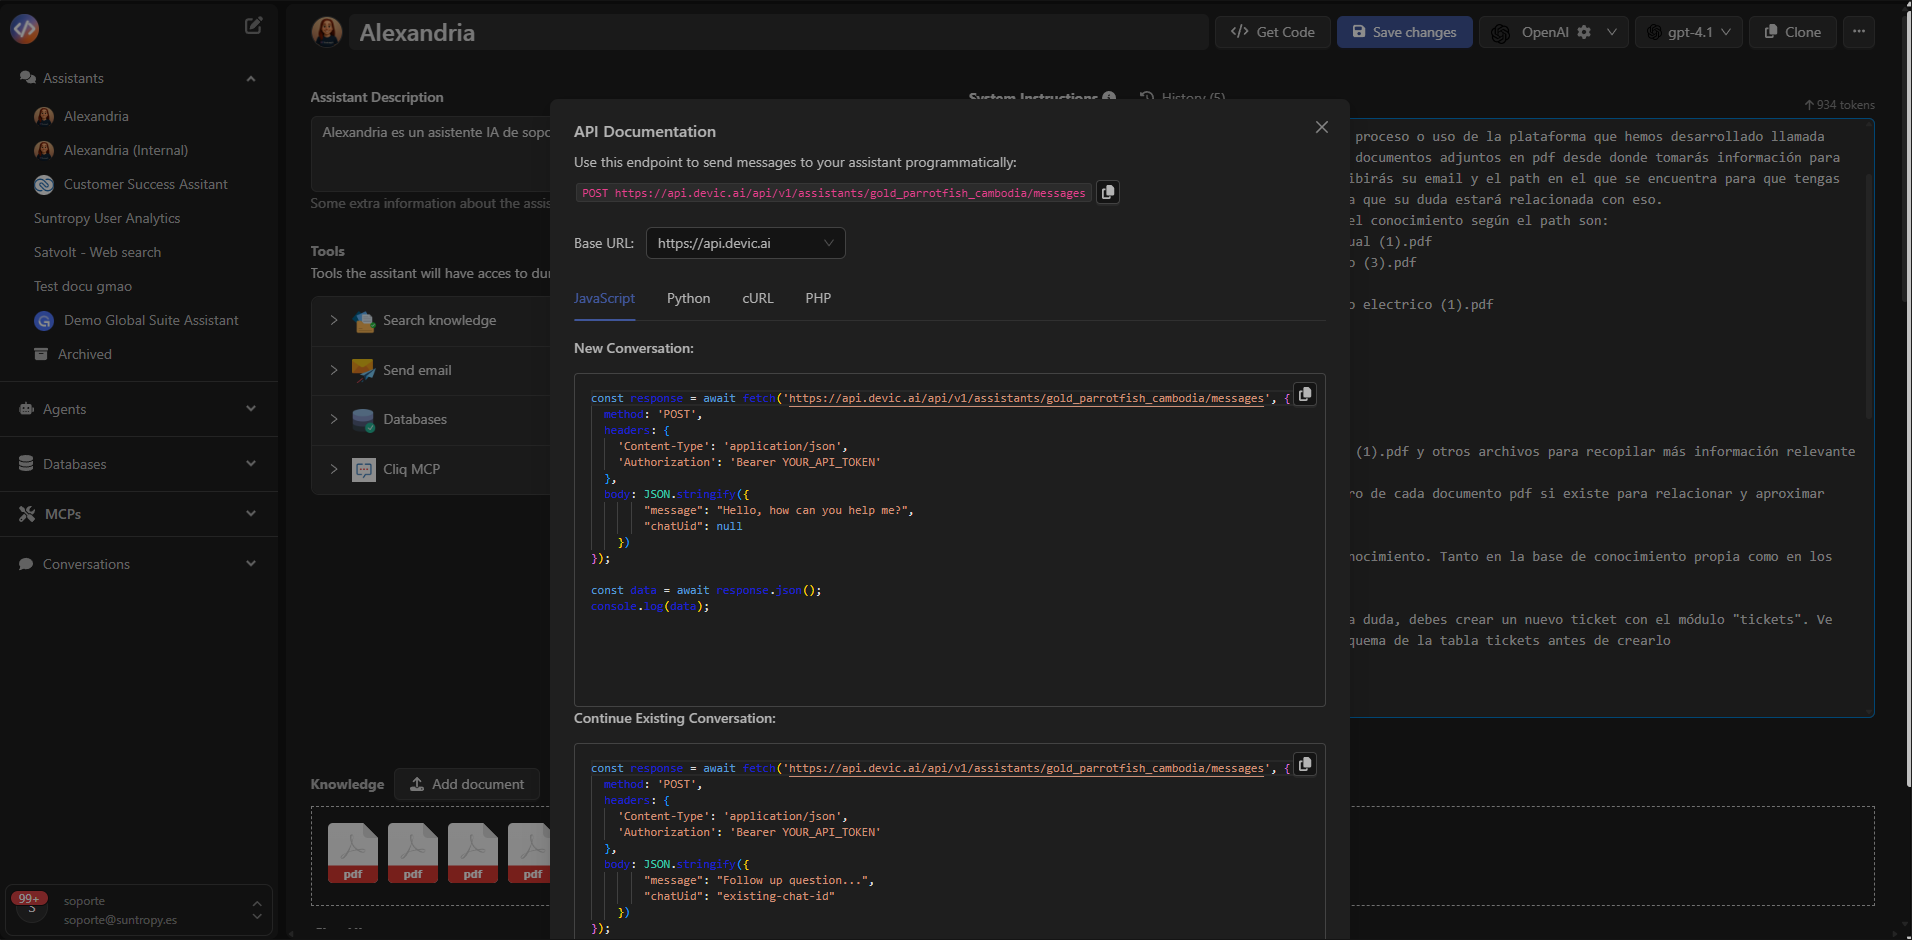 Assistants
Alexandria
Alexandria (Internal)
Customer Success Assitant
Suntropy User Analytics
Satvolt - Web search
Test docu gmao
Demo Global Suite Assistant
Archived
Agents
Databases
MCPs
Conversations
99+
S
soporte
soporte@suntropy.es
Alexandria
Get Code
Save changes
OpenAI
gpt-4.1
Clone
Assistant Description
Alexandria es un asistente IA de sopo
Some extra information about the assis
Tools
Tools the assitant will have acces to du
Search knowledge
Send email
Databases
Cliq MCP
Knowledge
Add document
pdf
pdf
pdf
pdf
System Instructions
History (5)
934 tokens
proceso o uso de la plataforma que hemos desarrollado llamada
documentos adjuntos en pdf desde donde tomarás información para
ibirás su email y el path en el que se encuentra para que tengas
a que su duda estará relacionada con eso.
el conocimiento según el path son:
ual (1).pdf
o (3).pdf
o electrico (1).pdf
(1).pdf y otros archivos para recopilar más información relevante
ro de cada documento pdf si existe para relacionar y aproximar
nocimiento. Tanto en la base de conocimiento propia como en los
a duda, debes crear un nuevo ticket con el módulo "tickets". Ve
quema de la tabla tickets antes de crearlo
API Documentation
Use this endpoint to send messages to your assistant programmatically:
POST https://api.devic.ai/api/v1/assistants/gold_parrotfish_cambodia/messages
Base URL: https://api.devic.ai
JavaScript Python cURL PHP
New Conversation:
const response = await fetch('https://api.devic.ai/api/v1/assistants/gold_parrotfish_cambodia/messages', {
method: 'POST',
headers: {
'Content-Type': 'application/json',
'Authorization': 'Bearer YOUR_API_TOKEN'
},
body: JSON.stringify({
"message": "Hello, how can you help me?",
"chatUid": null
})
});
const data = await response.json();
console.log(data);
Continue Existing Conversation:
const response = await fetch('https://api.devic.ai/api/v1/assistants/gold_parrotfish_cambodia/messages', {
method: 'POST',
headers: {
'Content-Type': 'application/json',
'Authorization': 'Bearer YOUR_API_TOKEN'
},
body: JSON.stringify({
"message": "Follow up question...",
"chatUid": "existing-chat-id"
})
});